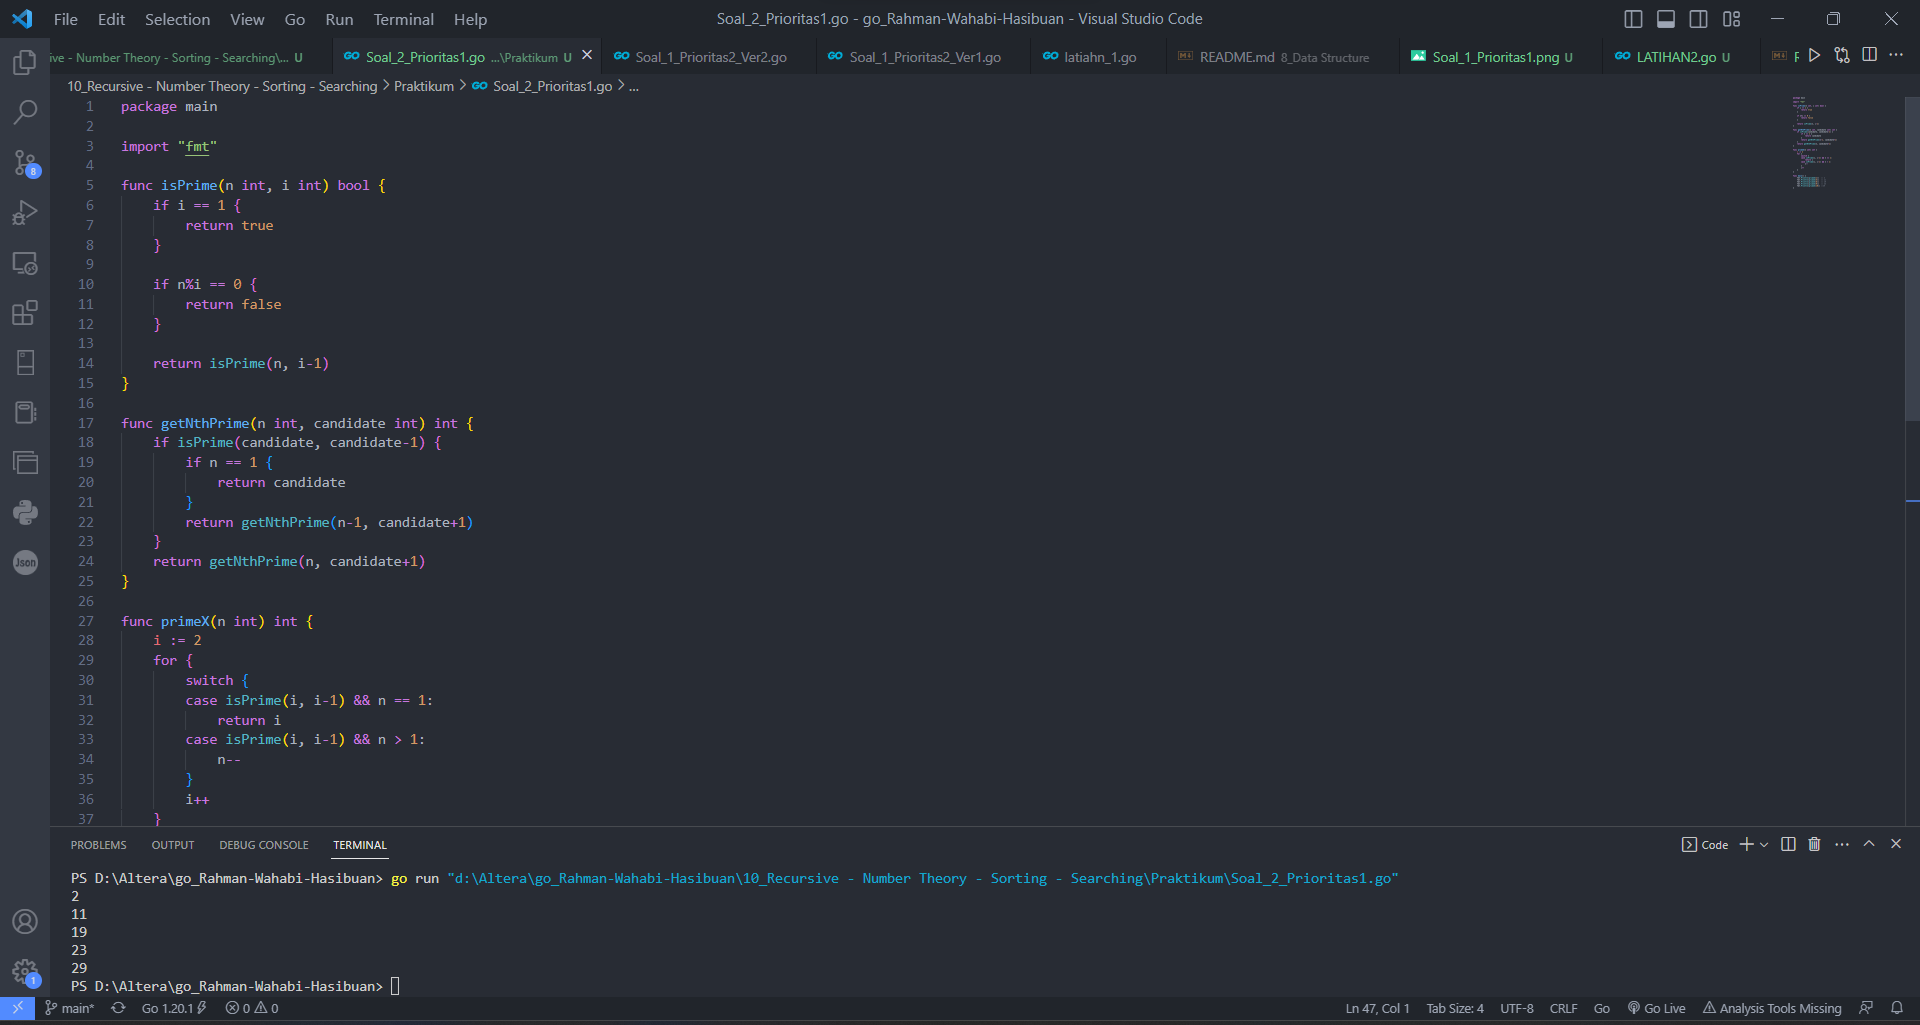 File Edit Selection View Go Run Terminal Help
Soal_2_Prioritas1.go - go_Rahman-Wahabi-Hasibuan - Visual Studio Code
ive - Number Theory - Sorting - Searching\... U
Soal_2_Prioritas1.go ...\Praktikum U
Soal_1_Prioritas2_Ver2.go
Soal_1_Prioritas2_Ver1.go
latiahn_1.go
README.md 8_Data Structure
Soal_1_Prioritas1.png U
LATIHAN2.go U
10_Recursive - Number Theory - Sorting - Searching > Praktikum > Soal_2_Prioritas1.go > ...
1 package main
2
3 import "fmt"
4
5 func isPrime(n int, i int) bool {
6 if i == 1 {
7 return true
8 }
9
10 if n%i == 0 {
11 return false
12 }
13
14 return isPrime(n, i-1)
15 }
16
17 func getNthPrime(n int, candidate int) int {
18 if isPrime(candidate, candidate-1) {
19 if n == 1 {
20 return candidate
21 }
22 return getNthPrime(n-1, candidate+1)
23 }
24 return getNthPrime(n, candidate+1)
25 }
26
27 func primeX(n int) int {
28 i := 2
29 for {
30 switch {
31 case isPrime(i, i-1) && n == 1:
32 return i
33 case isPrime(i, i-1) && n > 1:
34 n--
35 }
36 i++
37 }
8
Json
PROBLEMS OUTPUT DEBUG CONSOLE TERMINAL
Code
PS D:\Altera\go_Rahman-Wahabi-Hasibuan> go run "d:\Altera\go_Rahman-Wahabi-Hasibuan\10_Recursive - Number Theory - Sorting - Searching\Praktikum\Soal_2_Prioritas1.go"
2
11
19
23
29
PS D:\Altera\go_Rahman-Wahabi-Hasibuan>
1
main* Go 1.20.1 0 0
Ln 47, Col 1 Tab Size: 4 UTF-8 CRLF Go Go Live Analysis Tools Missing